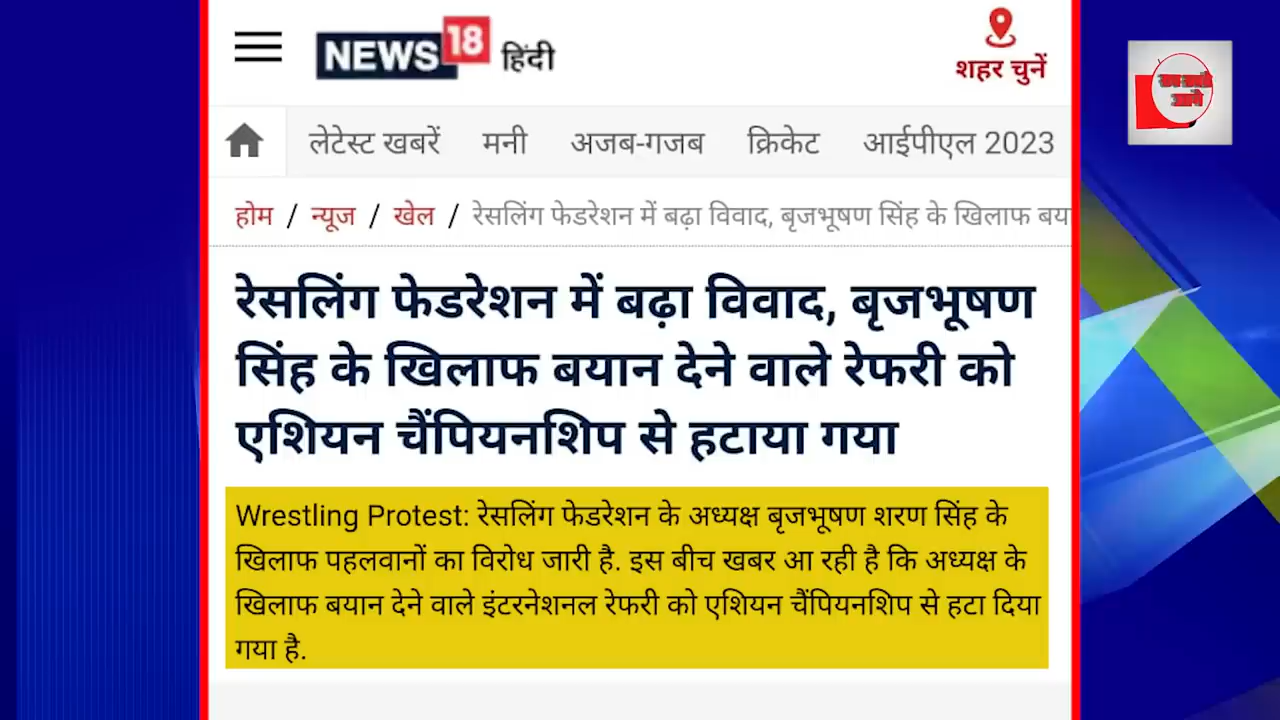 NEWS 18 हिंदी
शहर चुनें
लेटेस्ट खबरें मनी अजब-गजब क्रिकेट आईपीएल 2023
होम / न्यूज / खेल / रेसलिंग फेडरेशन में बढ़ा विवाद, बृजभूषण सिंह के खिलाफ बय
रेसलिंग फेडरेशन में बढ़ा विवाद, बृजभूषण
सिंह के खिलाफ बयान देने वाले रेफरी को
एशियन चैंपियनशिप से हटाया गया
Wrestling Protest: रेसलिंग फेडरेशन के अध्यक्ष बृजभूषण शरण सिंह के
खिलाफ पहलवानों का विरोध जारी है. इस बीच खबर आ रही है कि अध्यक्ष के
खिलाफ बयान देने वाले इंटरनेशनल रेफरी को एशियन चैंपियनशिप से हटा दिया
गया है.